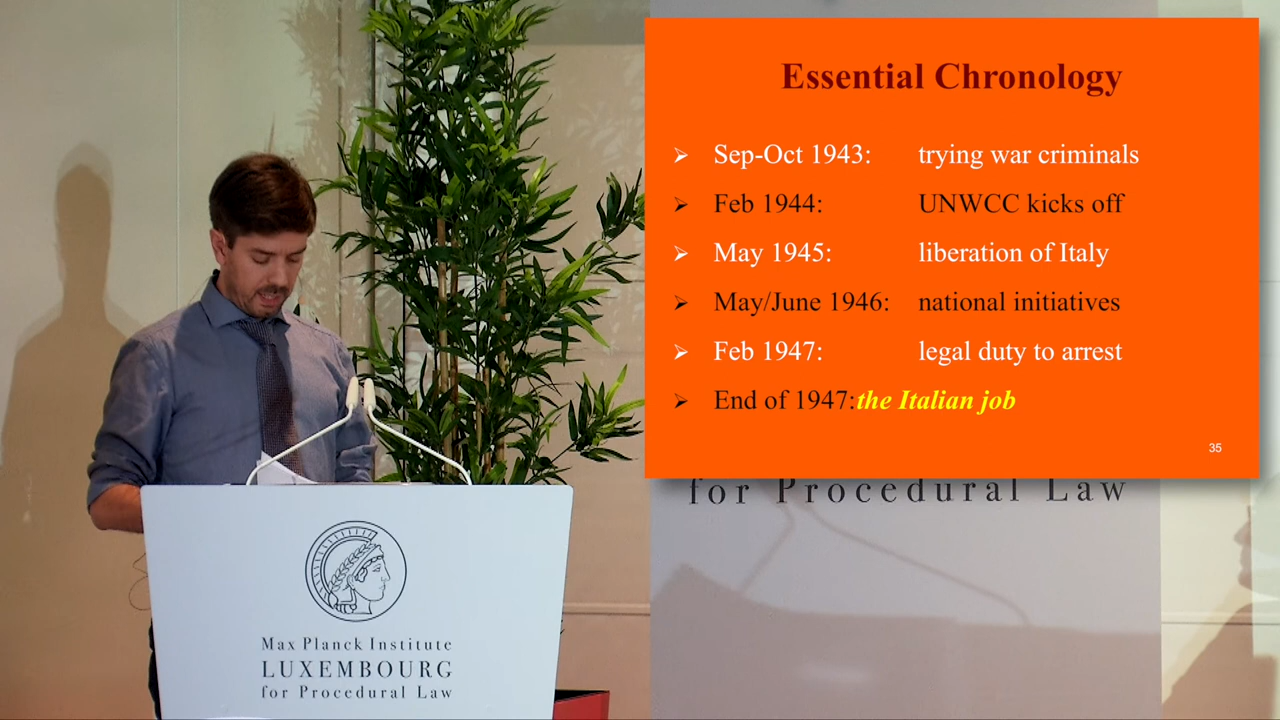 Essential Chronology
Sep-Oct 1943: trying war criminals
Feb 1944: UNWCC kicks off
May 1945: liberation of Italy
May/June 1946: national initiatives
Feb 1947: legal duty to arrest
End of 1947:the Italian job
35
for Procedural Law
Max Planck Institute
LUXEMBOURG
for Procedural Law